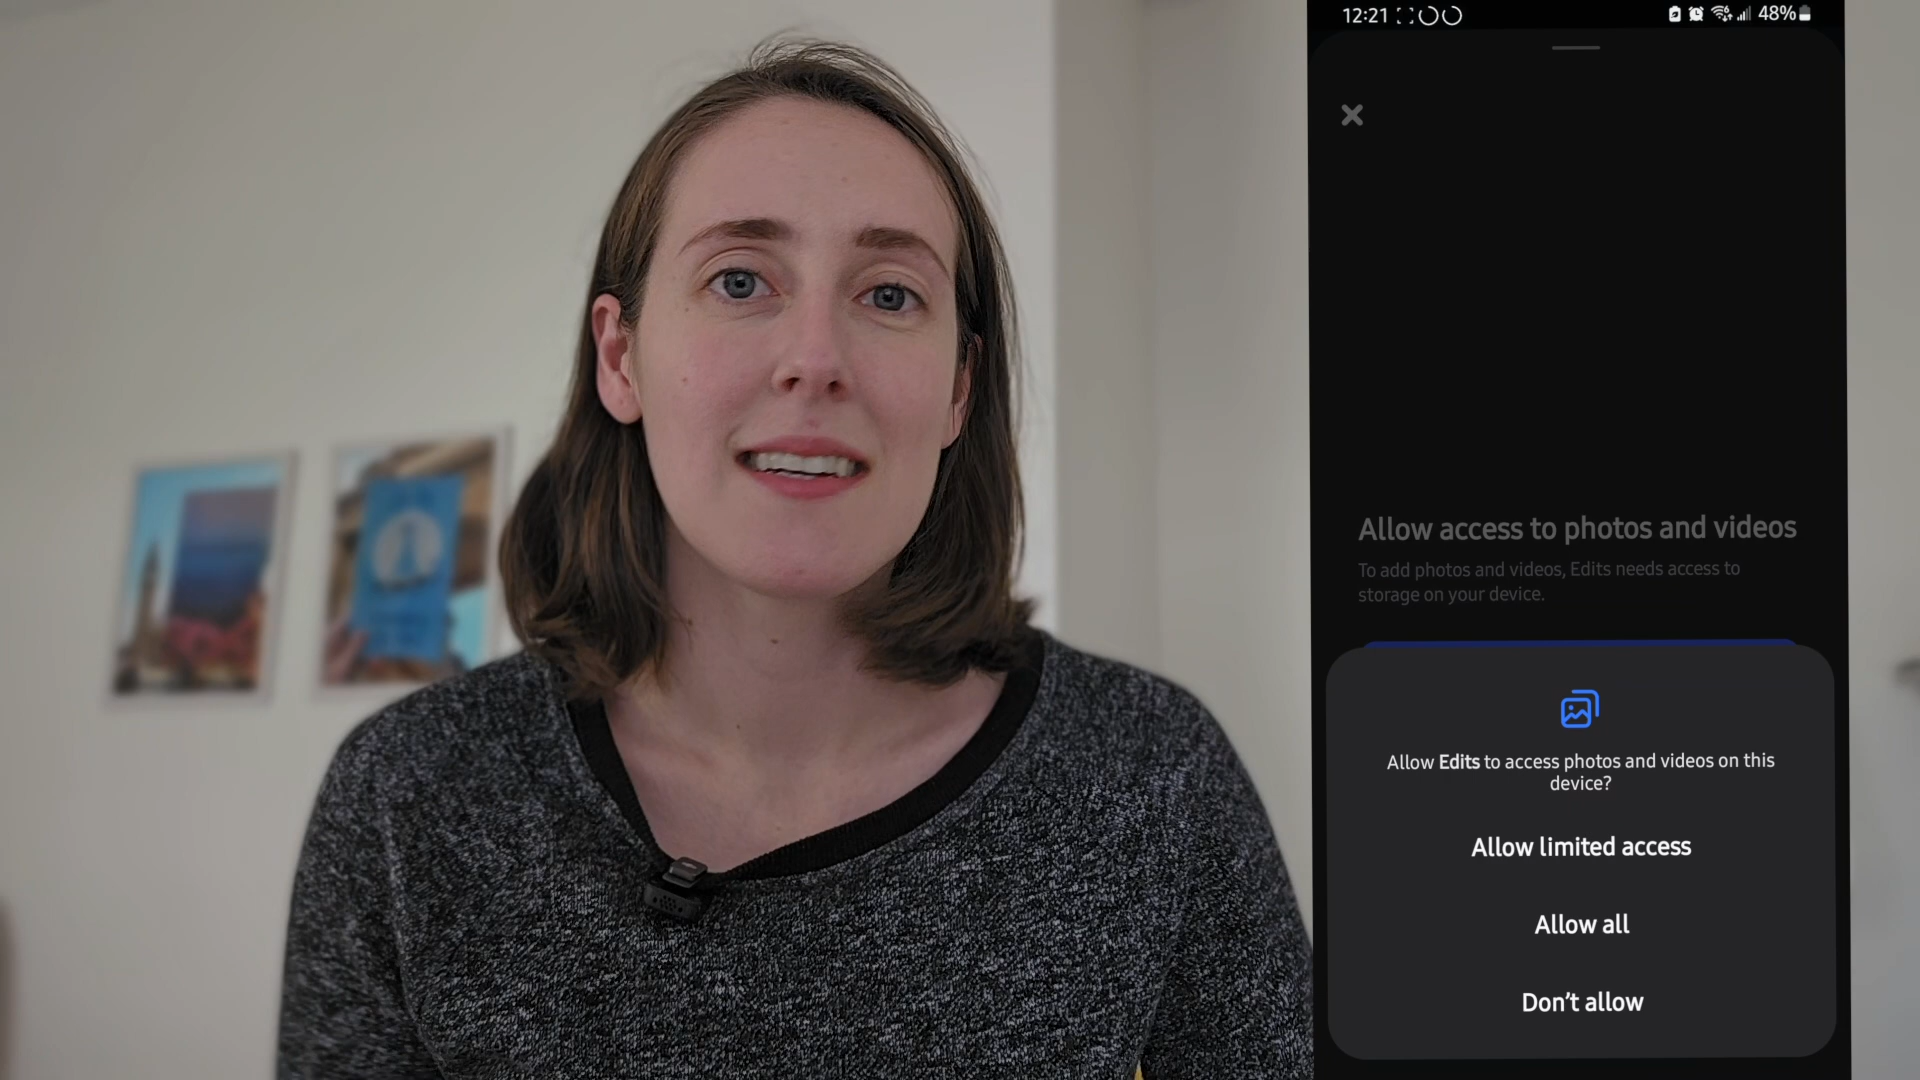 12:21
48%
Allow access to photos and videos
To add photos and videos, Edits needs access to
storage on your device.
Allow Edits to access photos and videos on this
device?
Allow limited access
Allow all
Don't allow